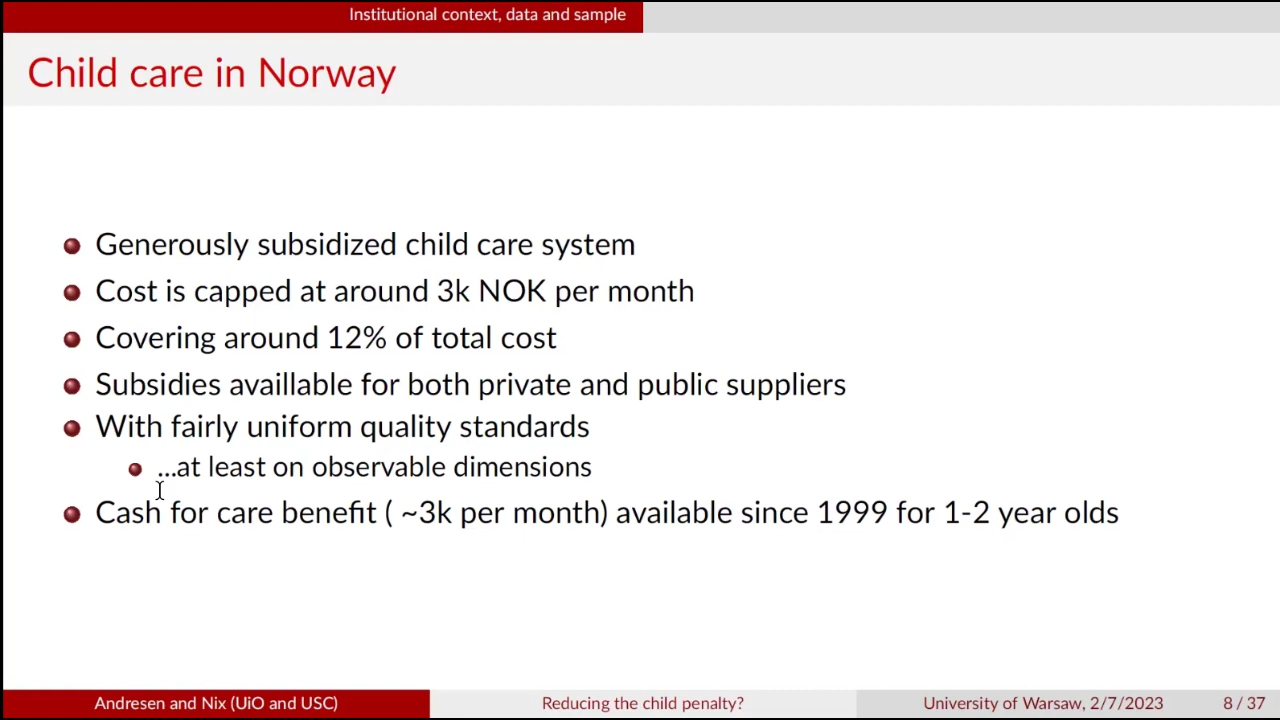 Institutional context, data and sample
Child care in Norway
Generously subsidized child care system
Cost is capped at around 3k NOK per month
Covering around 12% of total cost
Subsidies availlable for both private and public suppliers
With fairly uniform quality standards
...at least on observable dimensions
Cash for care benefit ( ~3k per month) available since 1999 for 1-2 year olds
Andresen and Nix (UiO and USC) Reducing the child penalty? University of Warsaw, 2/7/2023 8 / 37